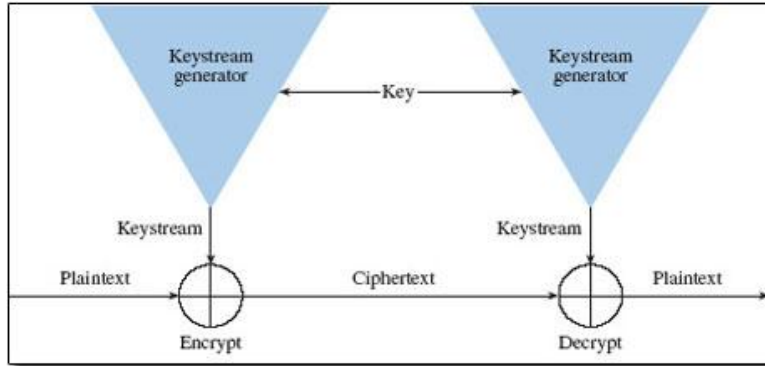 Keystream
generator
Keystream
generator
Key
Keystream
Keystream
Plaintext
Ciphertext
Plaintext
Encrypt
Decrypt